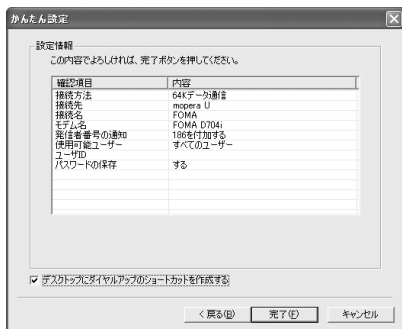 かんたん設定
設定情報
この内容でよろしければ、完了ボタンを押してください。
確認項目 内容
接続方法 64Kデータ通信
接続先 mopera U
接続名 FOMA
モデム名 FOMA D704i
発信者番号の通知 186を付加する
使用可能ユーザー すべてのユーザー
ユーザID
パスワードの保存 する
デスクトップにダイヤルアップのショートカットを作成する
< 戻る(B) 完了(F) キャンセル